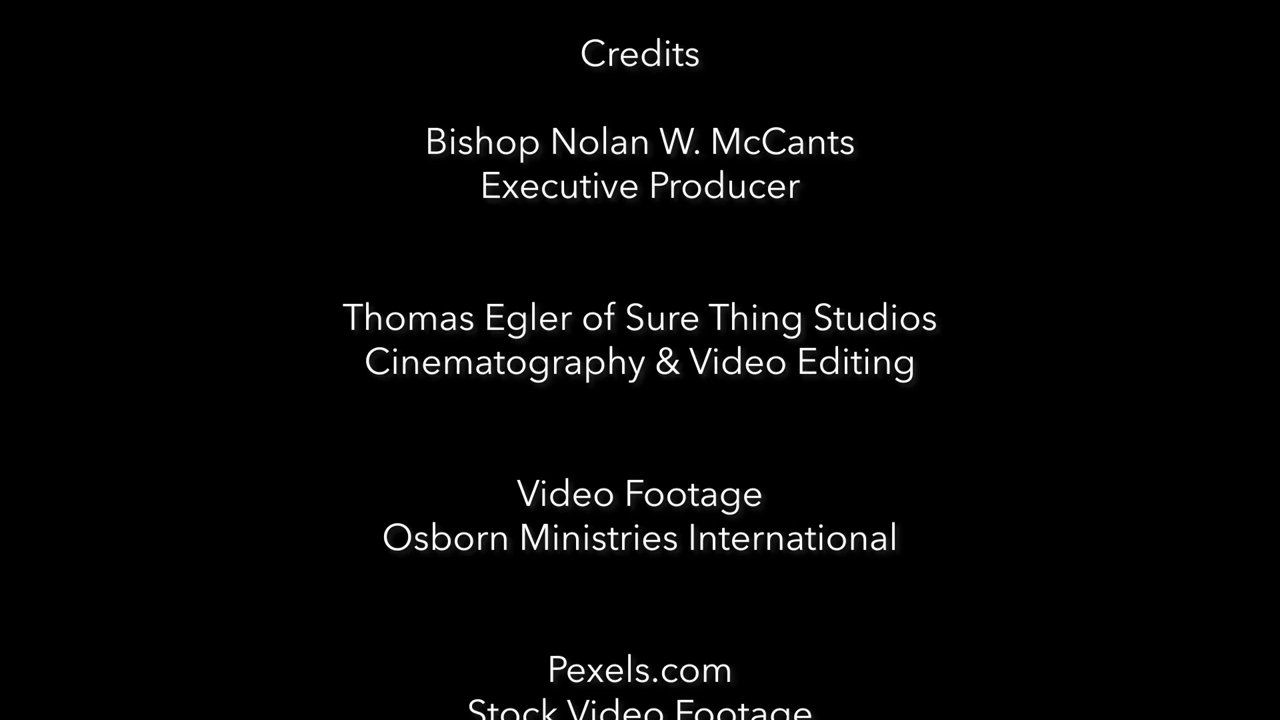 Credits
Bishop Nolan W. McCants
Executive Producer
Thomas Egler of Sure Thing Studios
Cinematography & Video Editing
Video Footage
Osborn Ministries International
Pexels.com
Stock Video Footage